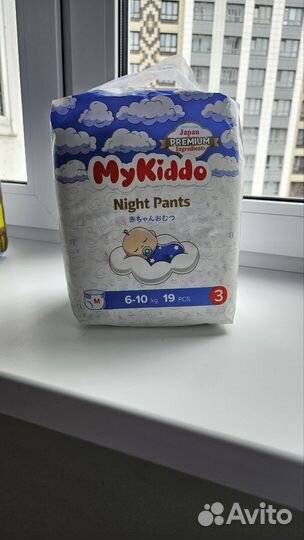 Japan
PREMIUM
Ingredients
MyKiddo
Night Pants
赤ちゃんおむつ
M
6-10 kg 19 PCS
3
Avito